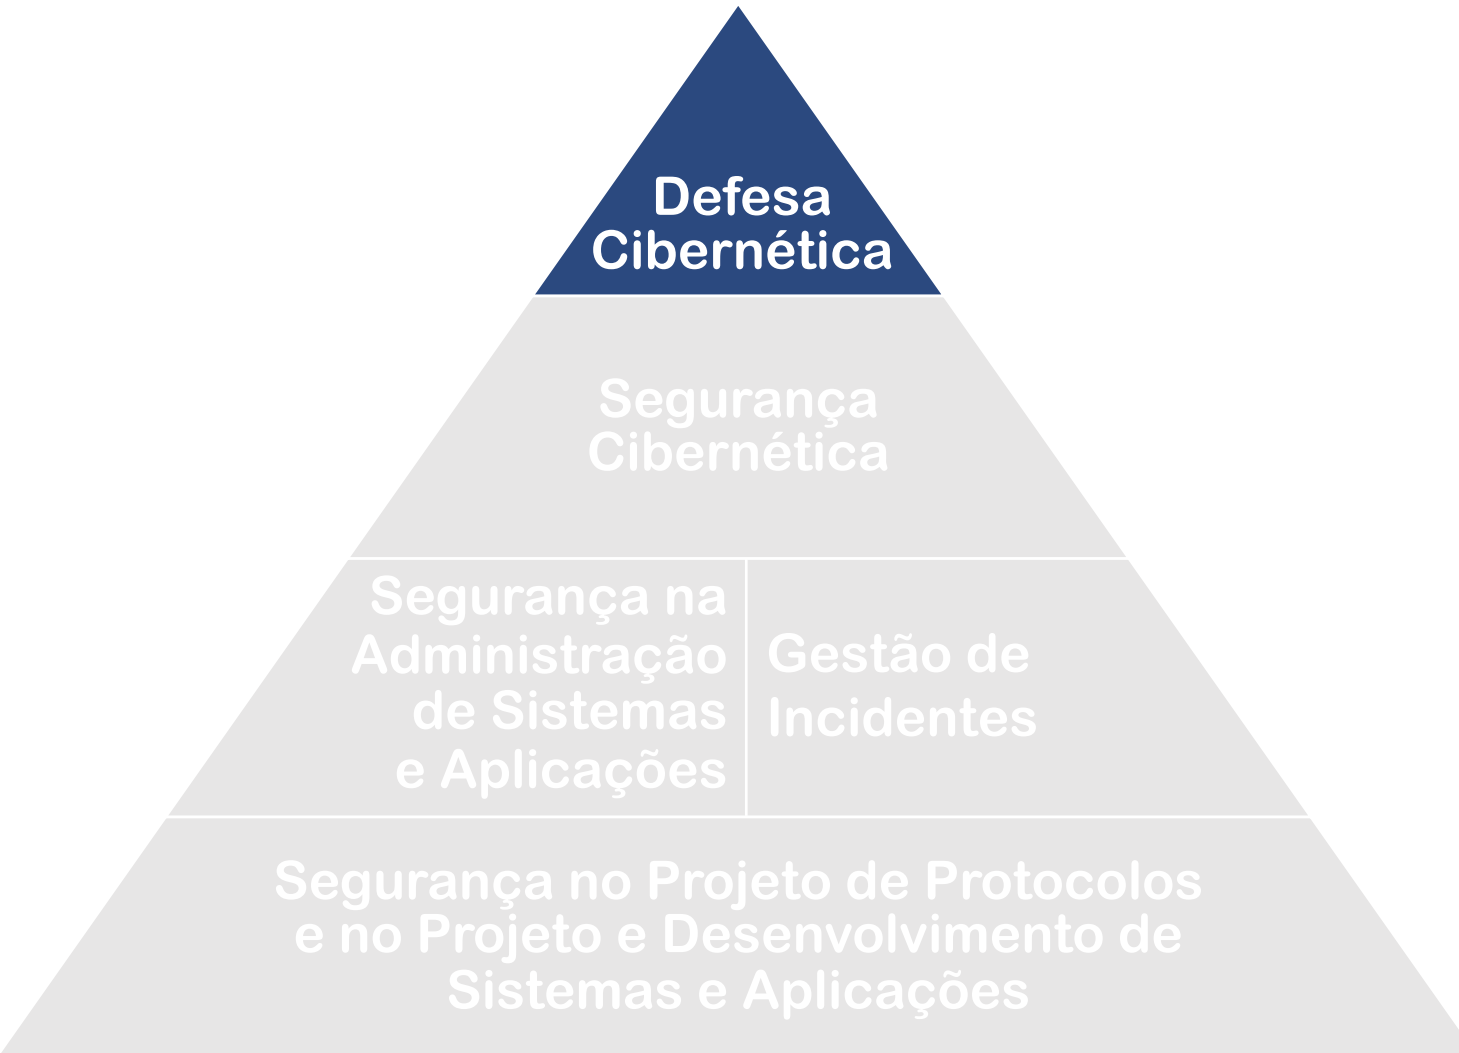 Defesa
Cibernética
Segurança
Cibernética
Segurança na
Administração
de Sistemas
e Aplicações
Gestão de
Incidentes
Segurança no Projeto de Protocolos
e no Projeto e Desenvolvimento de
Sistemas e Aplicações